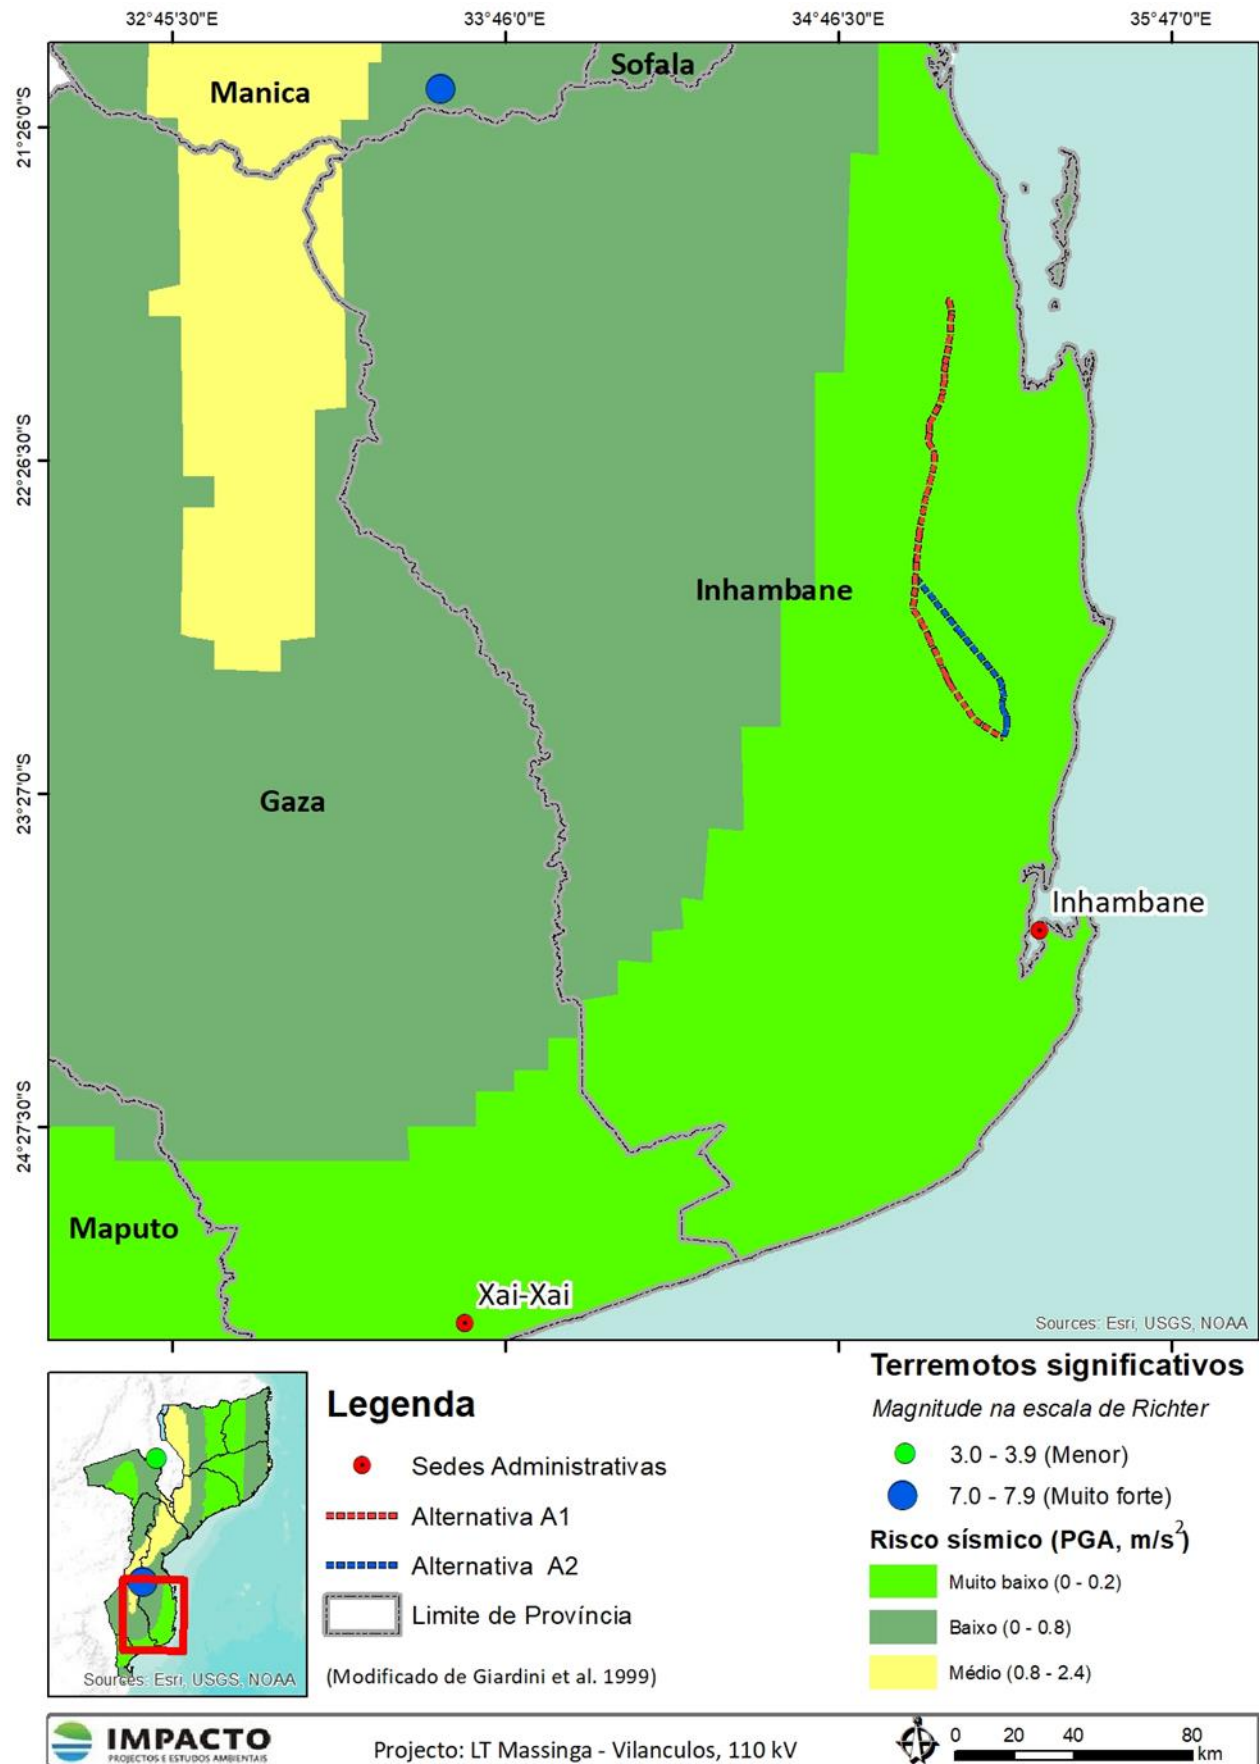 32°45'30"E 33°46'0"E 34°46'30"E 35°47'0"E
21°26'0"S
22°26'30"S
23°27'0"S
24°27'30"S
Manica
Sofala
Inhambane
Gaza
Inhambane
Maputo
Xai-Xai
Sources: Esri, USGS, NOAA
Sources: Esri, USGS, NOAA
Legenda
Sedes Administrativas
Alternativa A1
Alternativa A2
Limite de Província
(Modificado de Giardini et al. 1999)
Terremotos significativos
Magnitude na escala de Richter
3.0 - 3.9 (Menor)
7.0 - 7.9 (Muito forte)
Risco sísmico (PGA, m/s²)
Muito baixo (0 - 0.2)
Baixo (0 - 0.8)
Médio (0.8 - 2.4)
IMPACTO
PROJECTOS E ESTUDOS AMBIENTAIS
Projecto: LT Massinga - Vilanculos, 110 kV
0 20 40 80
km